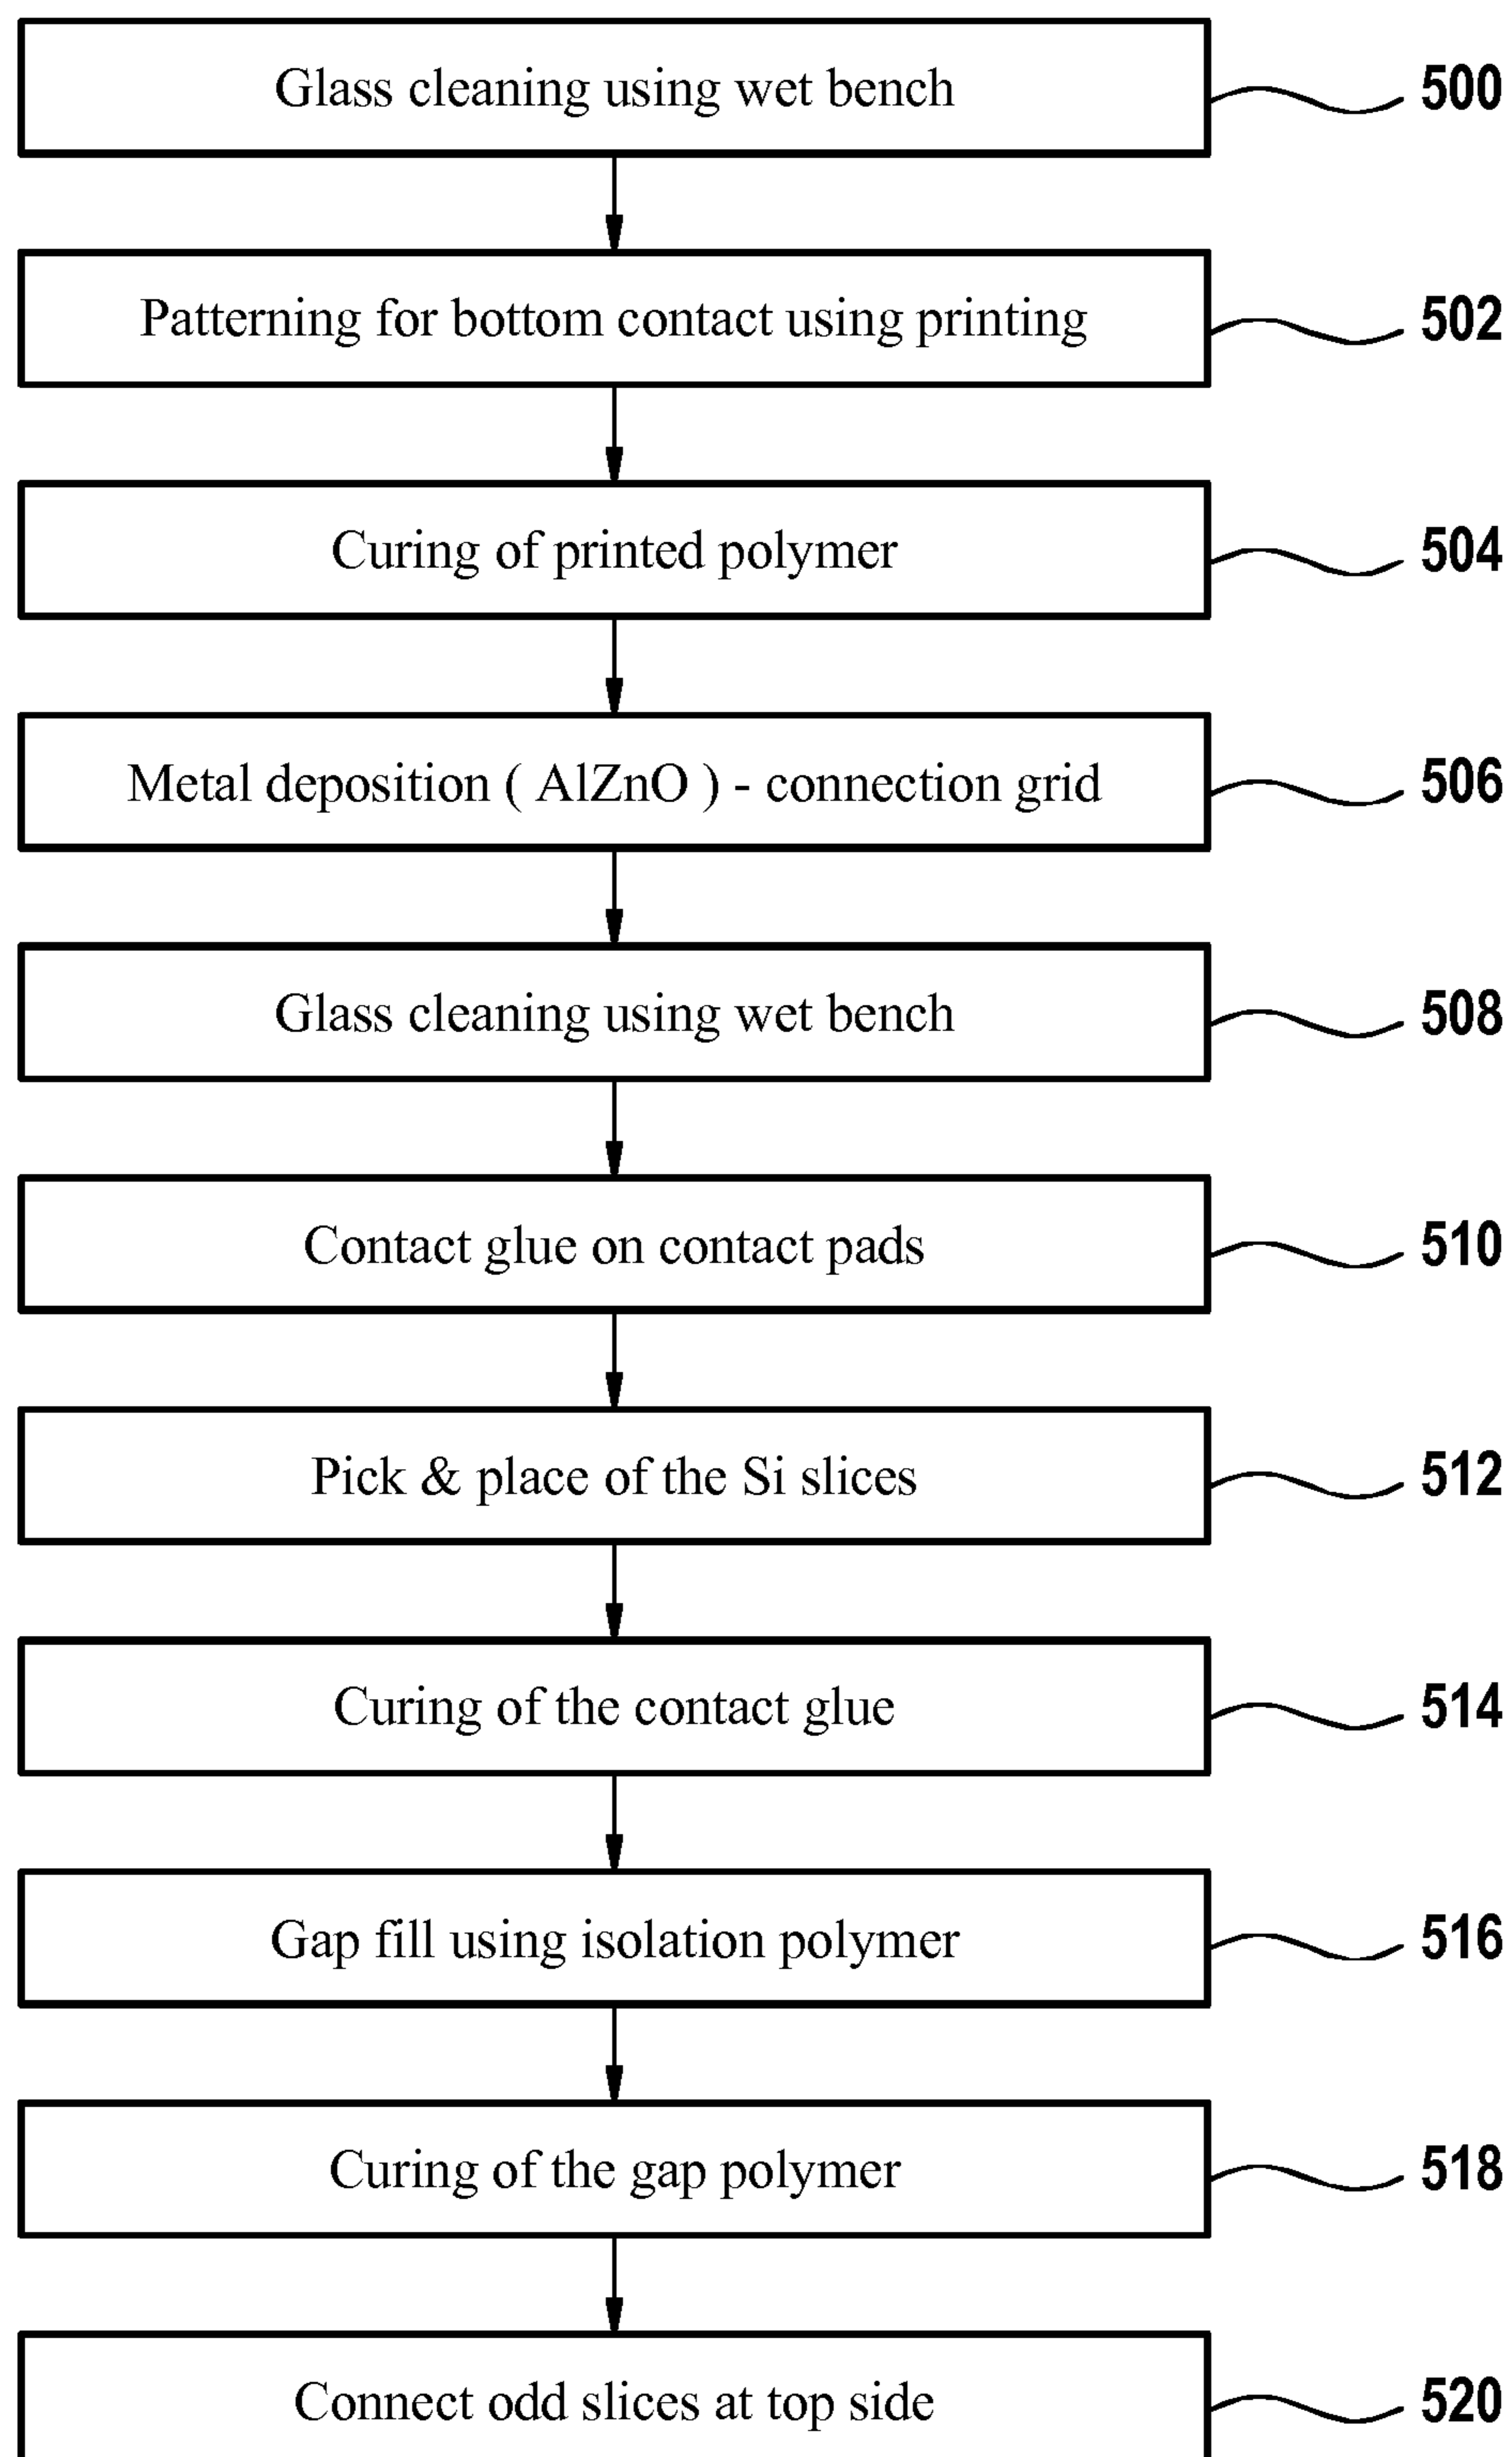 Glass cleaning using wet bench 500
Patterning for bottom contact using printing 502
Curing of printed polymer 504
Metal deposition ( AlZnO ) - connection grid 506
Glass cleaning using wet bench 508
Contact glue on contact pads 510
Pick & place of the Si slices 512
Curing of the contact glue 514
Gap fill using isolation polymer 516
Curing of the gap polymer 518
Connect odd slices at top side 520